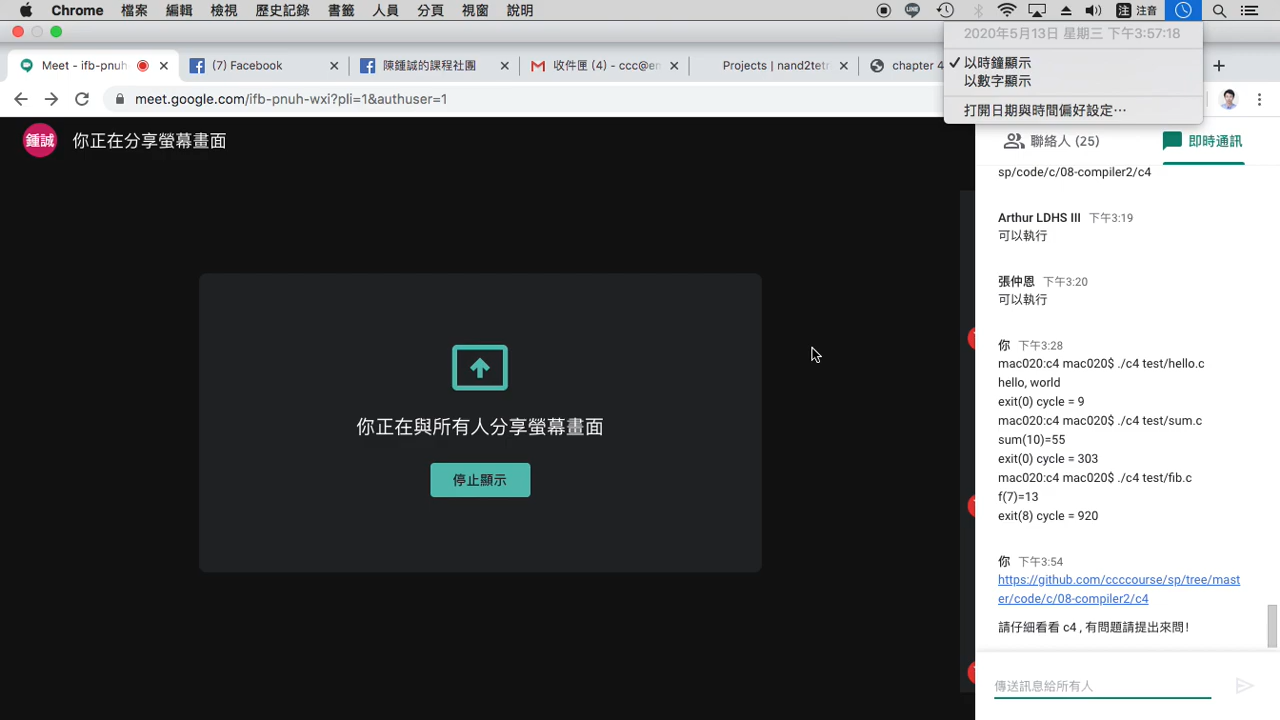 Chrome 檔案 編輯 檢視 歷史記錄 書籤 人員 分頁 視窗 說明
LINE 注 注音
2020年5月13日 星期三 下午3:57:18
✓ 以時鐘顯示
以數字顯示
打開日期與時間偏好設定⋯
Meet - ifb-pnuh (7) Facebook 陳鍾誠的課程社團 收件匣 (4) - ccc@em Projects | nand2tetr chapter 4
meet.google.com/ifb-pnuh-wxi?pli=1&authuser=1
鍾誠 你正在分享螢幕畫面
你正在與所有人分享螢幕畫面
停止顯示
聯絡人 (25) 即時通訊
sp/code/c/08-compiler2/c4
Arthur LDHS III 下午3:19
可以執行
張仲恩 下午3:20
可以執行
你 下午3:28
mac020:c4 mac020$ ./c4 test/hello.c
hello, world
exit(0) cycle = 9
mac020:c4 mac020$ ./c4 test/sum.c
sum(10)=55
exit(0) cycle = 303
mac020:c4 mac020$ ./c4 test/fib.c
f(7)=13
exit(8) cycle = 920
你 下午3:54
https://github.com/ccccourse/sp/tree/mast
er/code/c/08-compiler2/c4
請仔細看看 c4 , 有問題請提出來問!
傳送訊息給所有人